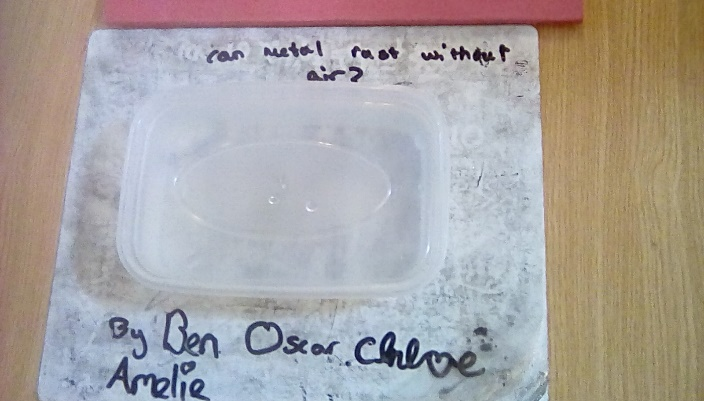 can metal rust without
air?
By Ben Oscar. Chloe
Amelie